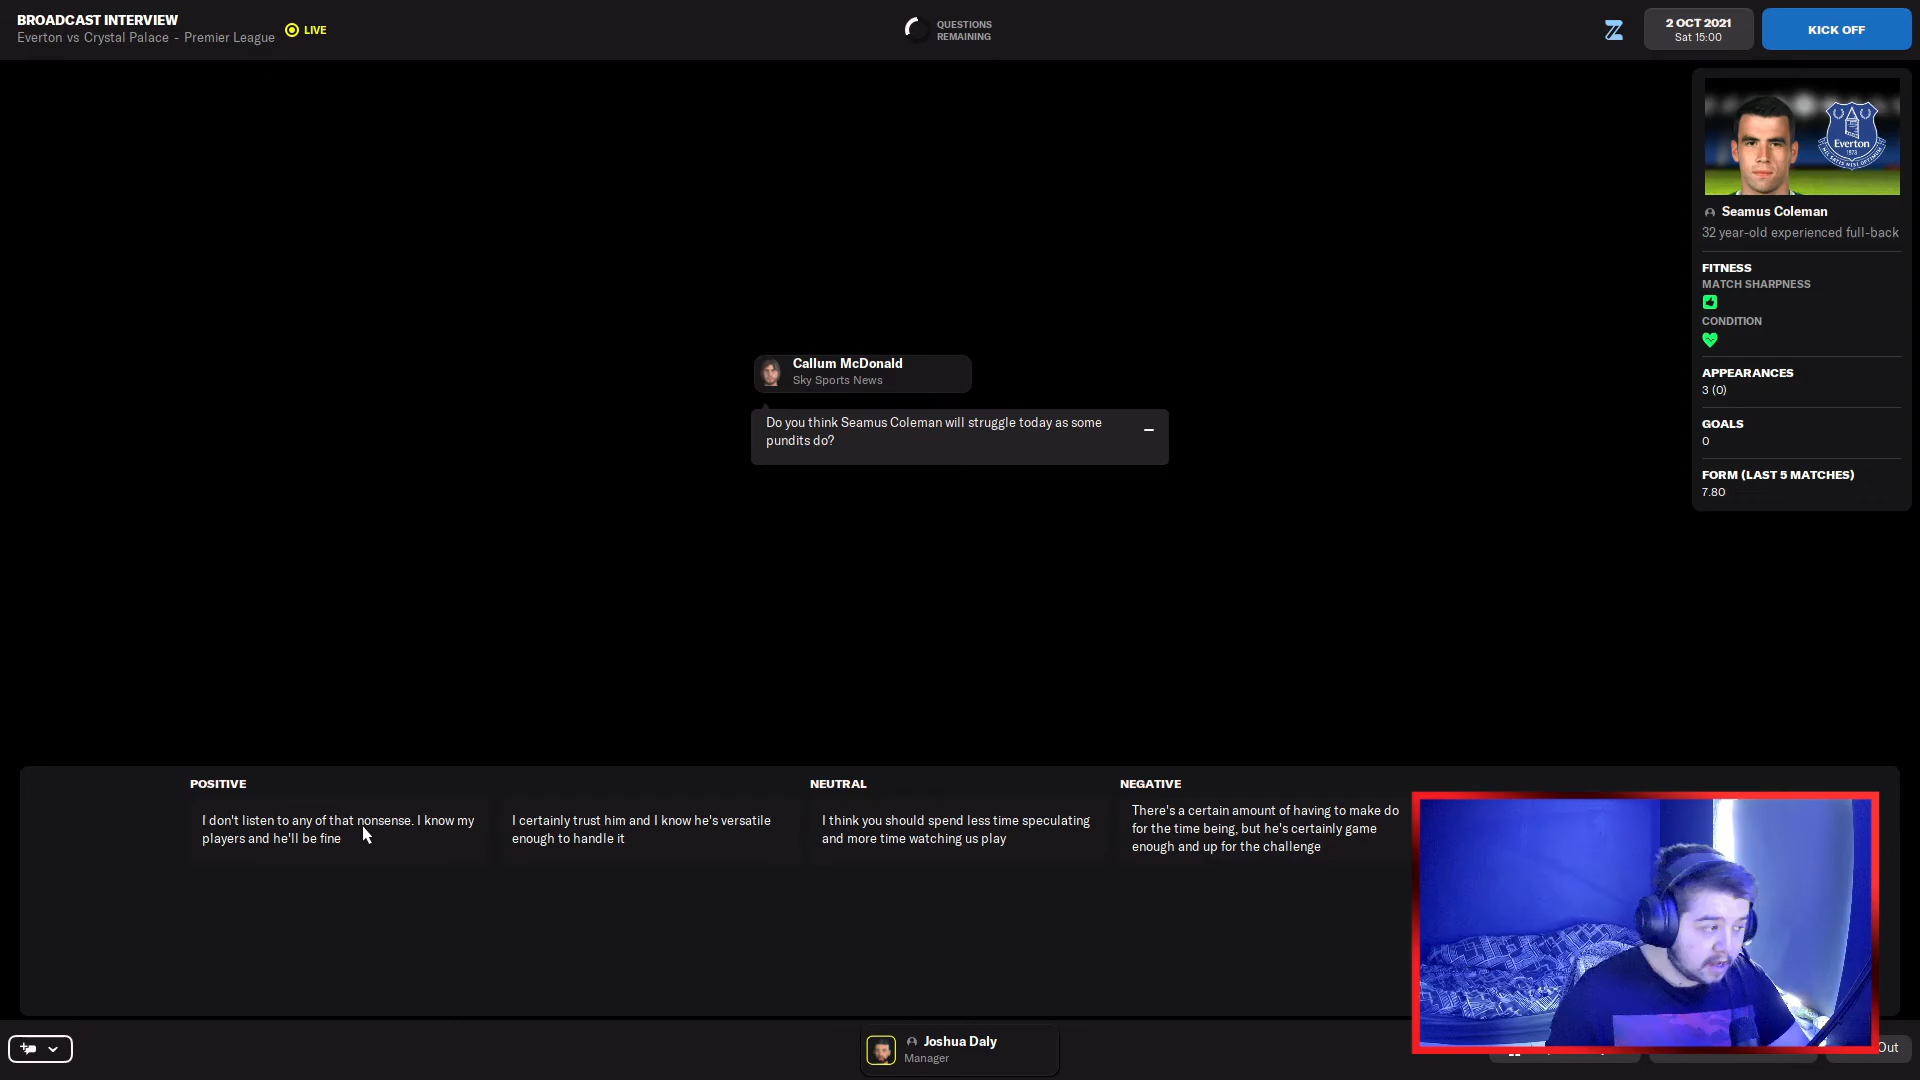 BROADCAST INTERVIEW
Everton vs Crystal Palace - Premier League
LIVE
QUESTIONS
REMAINING
2 OCT 2021
Sat 15:00
KICK OFF
Everton
1878
Seamus Coleman
32 year-old experienced full-back
FITNESS
MATCH SHARPNESS
CONDITION
APPEARANCES
3 (0)
GOALS
0
FORM (LAST 5 MATCHES)
7.80
Callum McDonald
Sky Sports News
Do you think Seamus Coleman will struggle today as some
pundits do?
POSITIVE
I don't listen to any of that nonsense. I know my
players and he'll be fine
I certainly trust him and I know he's versatile
enough to handle it
NEUTRAL
I think you should spend less time speculating
and more time watching us play
NEGATIVE
There's a certain amount of having to make do
for the time being, but he's certainly game
enough and up for the challenge
Joshua Daly
Manager
Out